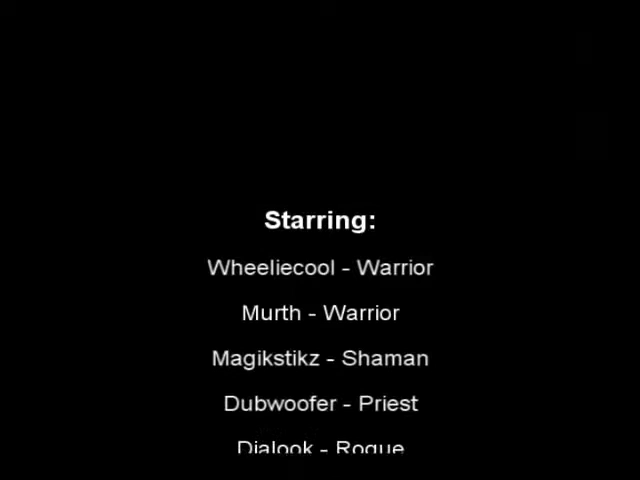 Starring:
Wheeliecool - Warrior
Murth - Warrior
Magikstikz - Shaman
Dubwoofer - Priest
Dialook - Rogue